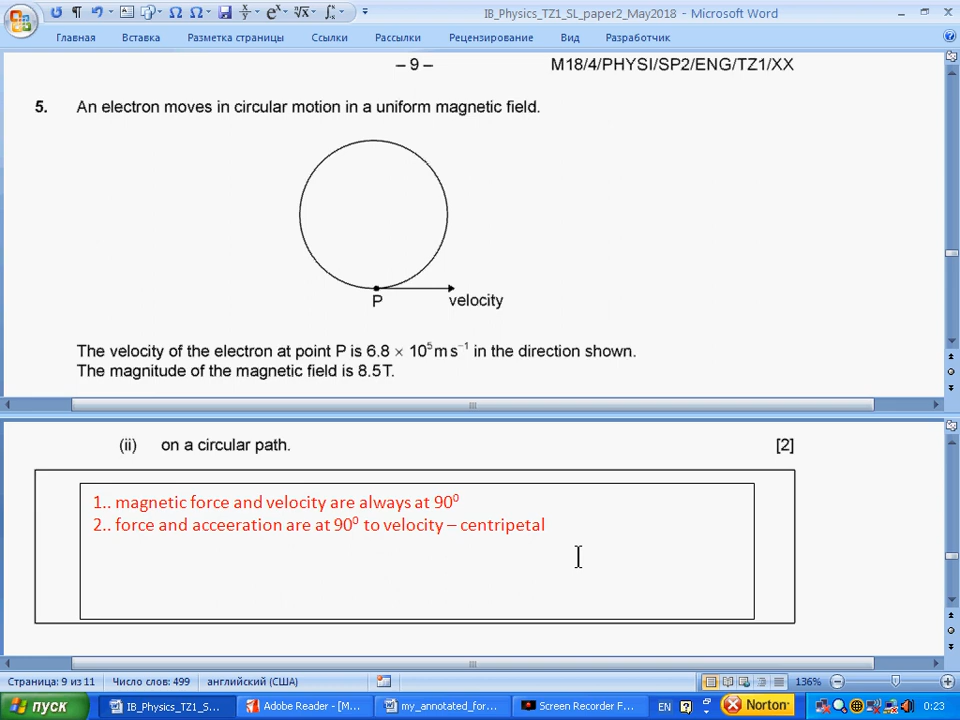 IB_Physics_TZ1_SL_paper2_May2018 - Microsoft Word
Главная Вставка Разметка страницы Ссылки Рассылки Рецензирование Вид Разработчик
– 9 – M18/4/PHYSI/SP2/ENG/TZ1/XX
5. An electron moves in circular motion in a uniform magnetic field.
P velocity
The velocity of the electron at point P is 6.8 × 10⁵ m s⁻¹ in the direction shown.
The magnitude of the magnetic field is 8.5T.
(ii) on a circular path. [2]
1.. magnetic force and velocity are always at 90⁰
2.. force and acceeration are at 90⁰ to velocity – centripetal
Страница: 9 из 11 Число слов: 499 английский (США) 136%
пуск IB_Physics_TZ1_S... Adobe Reader - [M... my_annotated_for... Screen Recorder F... EN Norton 0:23